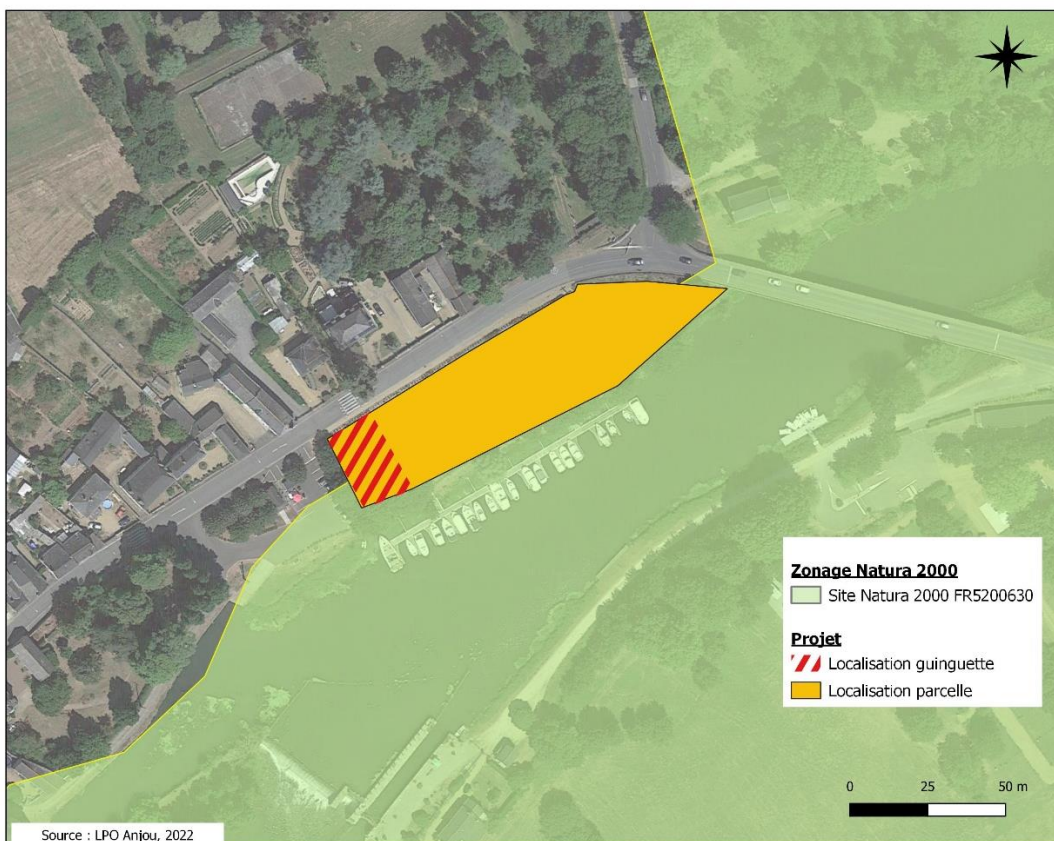 Zonage Natura 2000
Site Natura 2000 FR5200630
Projet
Localisation guinguette
Localisation parcelle
0 25 50 m
Source : LPO Anjou, 2022